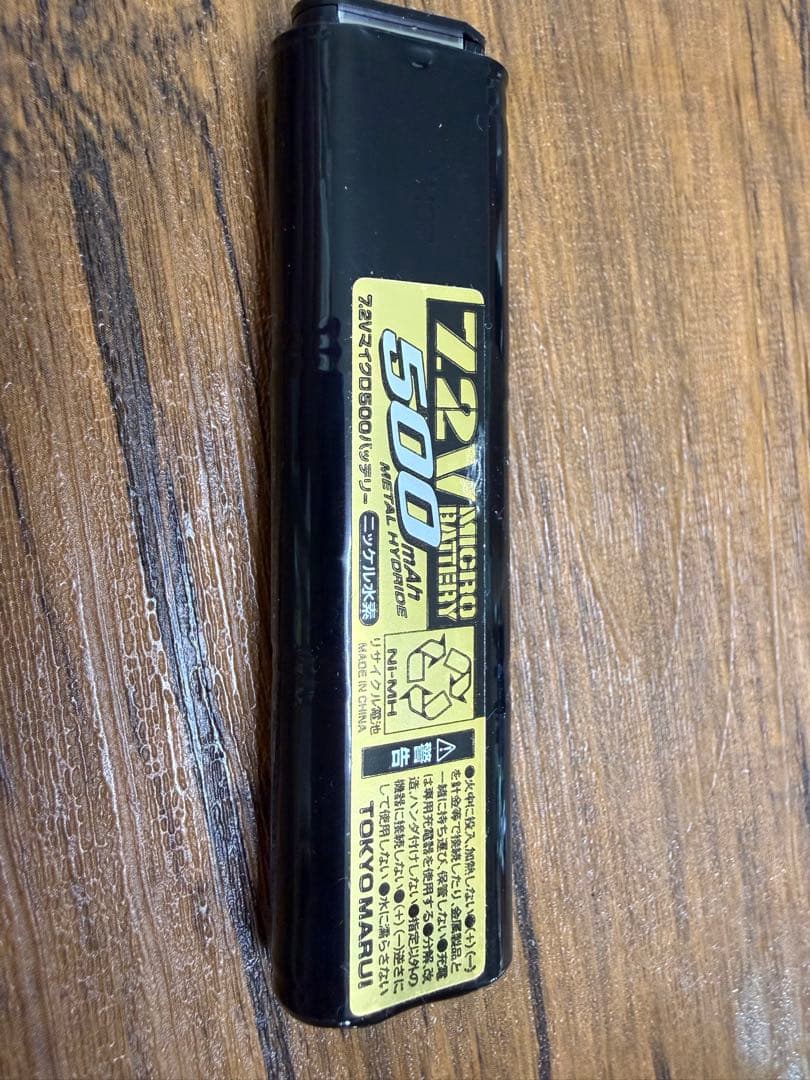 7.2V MICRO
BATTERY
500mAh
METAL HYDRIDE
7.2Vマイクロ500バッテリー ニッケル水素
Ni-MH
リサイクル電池
MADE IN CHINA
警告
●火中に投入、加熱しない●(+)(−)
を針金等で接続したり、金属製品と
一緒に持ち運び、保管しない●充電
は専用充電器を使用する●分解、改
造、ハンダ付けしない●指定以外の
機器に接続しない●(+)(−)逆さに
して使用しない●水に濡らさない
TOKYO MARUI